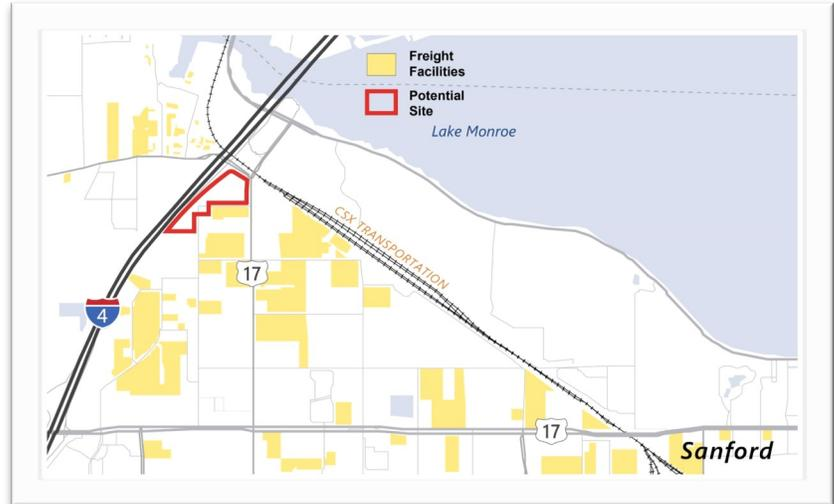 Freight
Facilities
Potential
Site
Lake Monroe
CSX TRANSPORTATION
17
4
17
Sanford